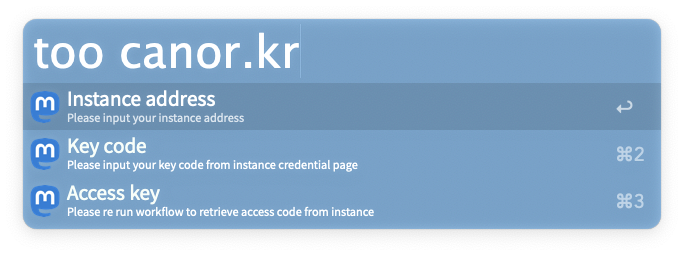 too canor.kr
Instance address
Please input your instance address
↩
Key code
Please input your key code from instance credential page
⌘2
Access key
Please re run workflow to retrieve access code from instance
⌘3